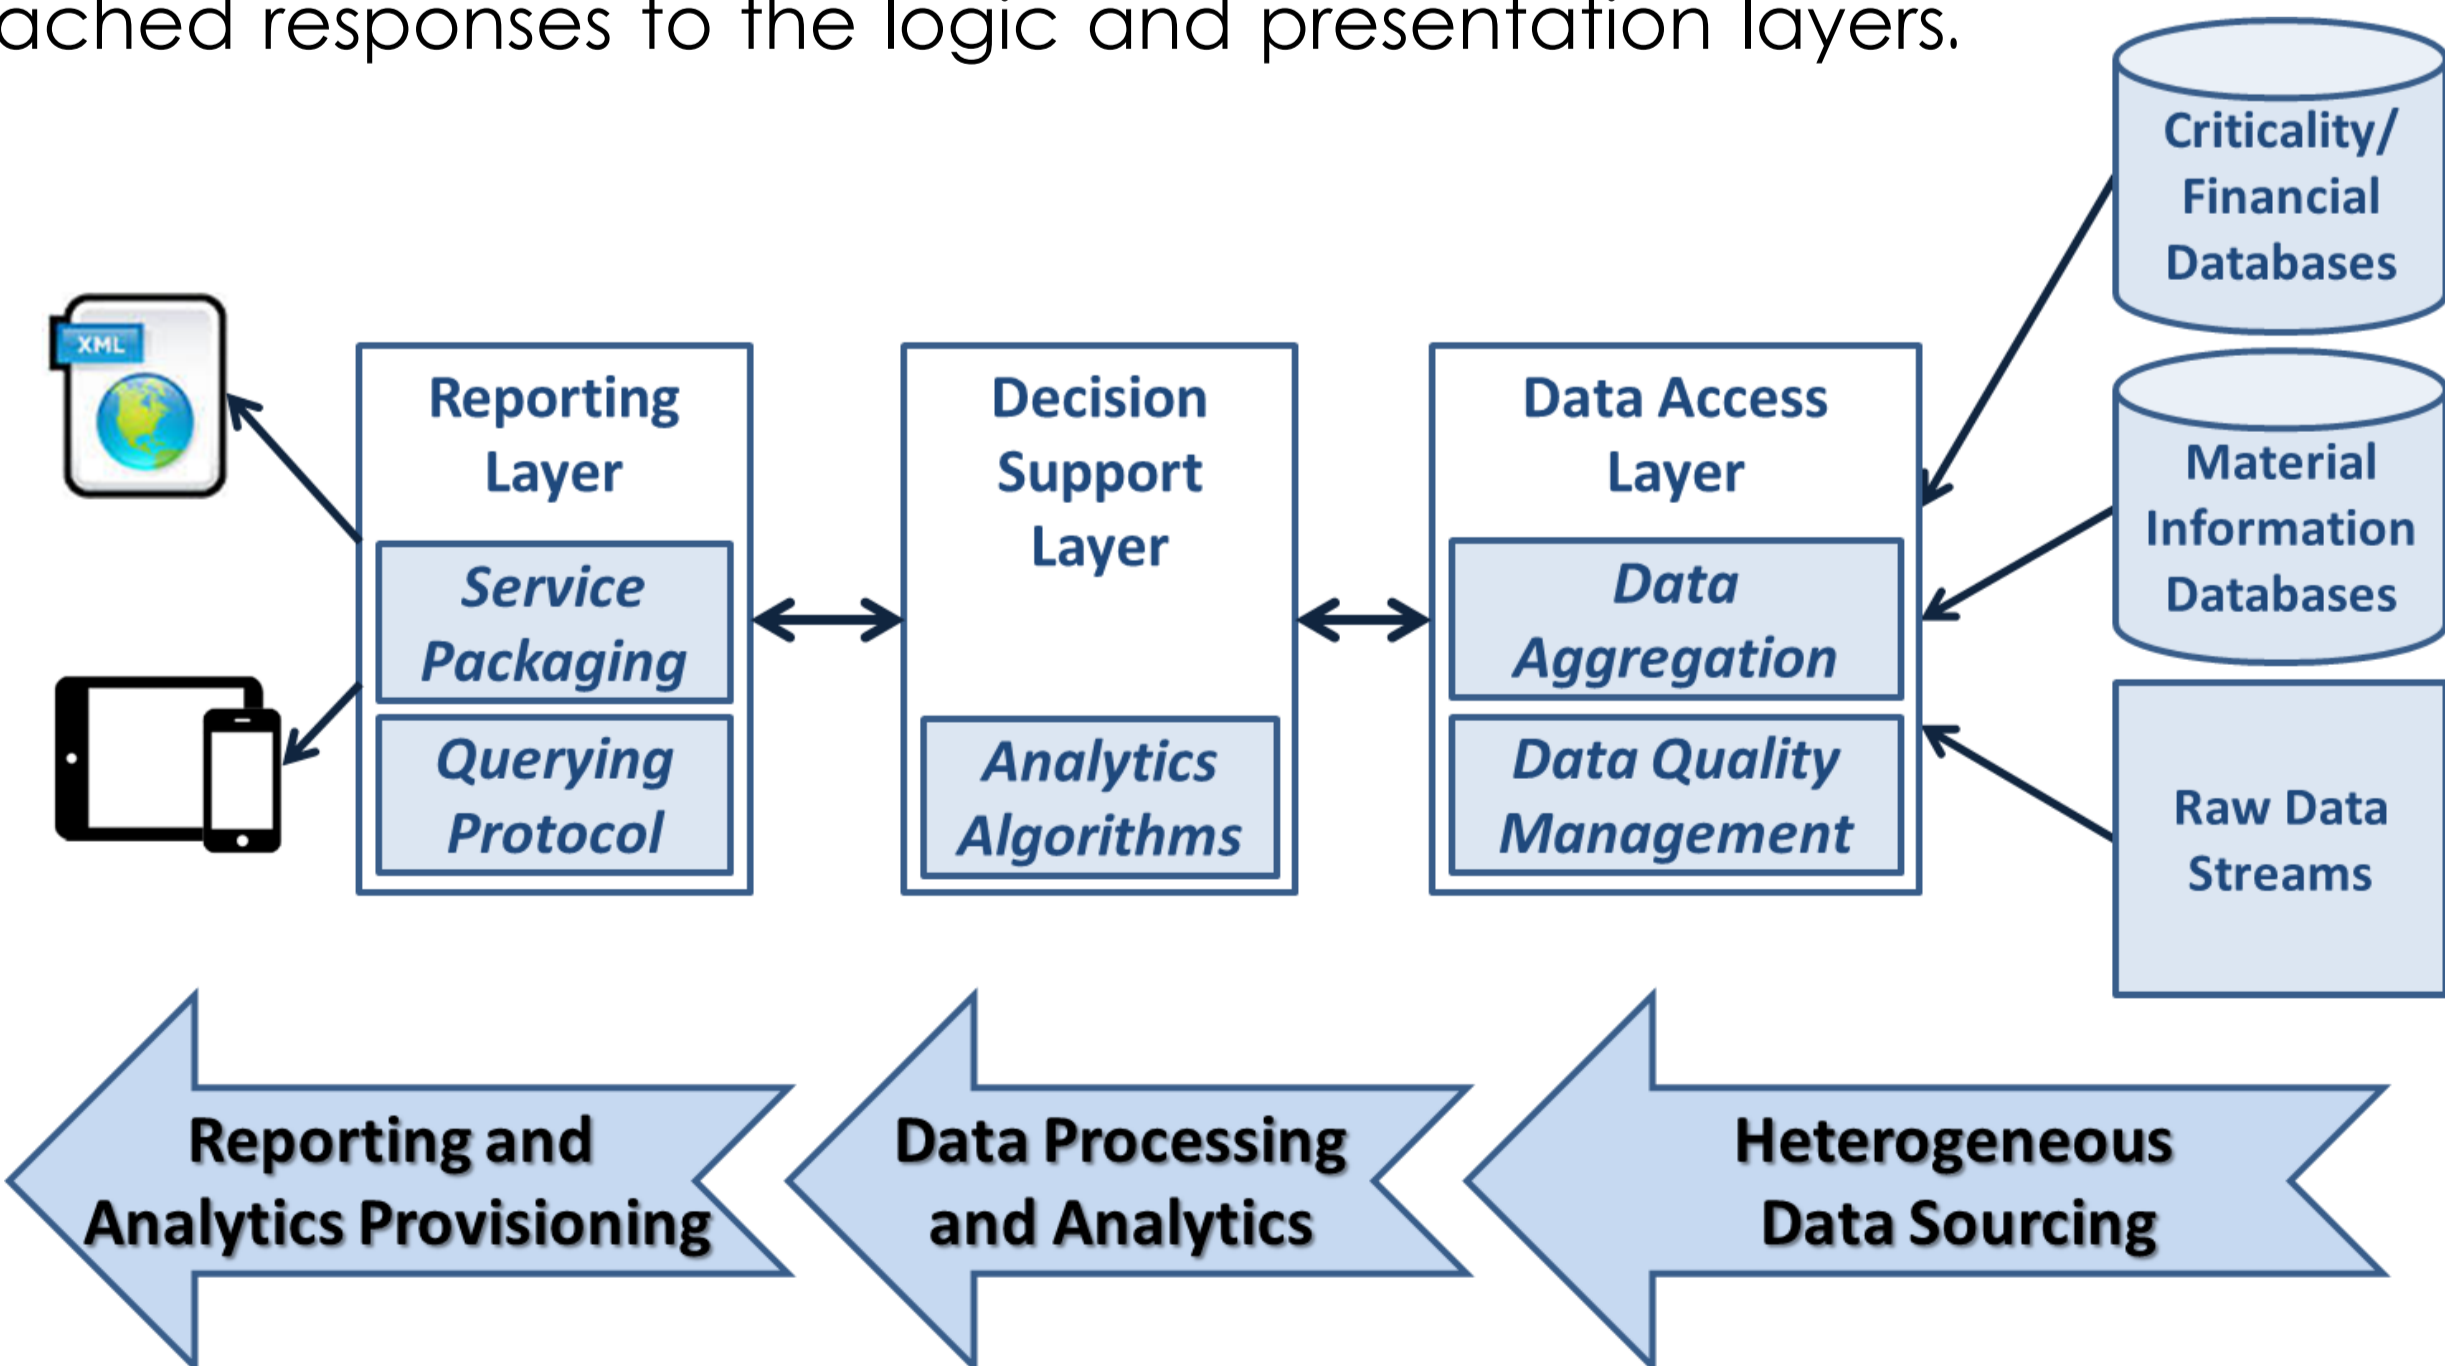 ached responses to the logic and presentation layers.
Criticality/
Financial
Databases
XML
Reporting
Layer
Service
Packaging
Querying
Protocol
Decision
Support
Layer
Analytics
Algorithms
Data Access
Layer
Data
Aggregation
Data Quality
Management
Material
Information
Databases
Raw Data
Streams
Reporting and
Analytics Provisioning
Data Processing
and Analytics
Heterogeneous
Data Sourcing